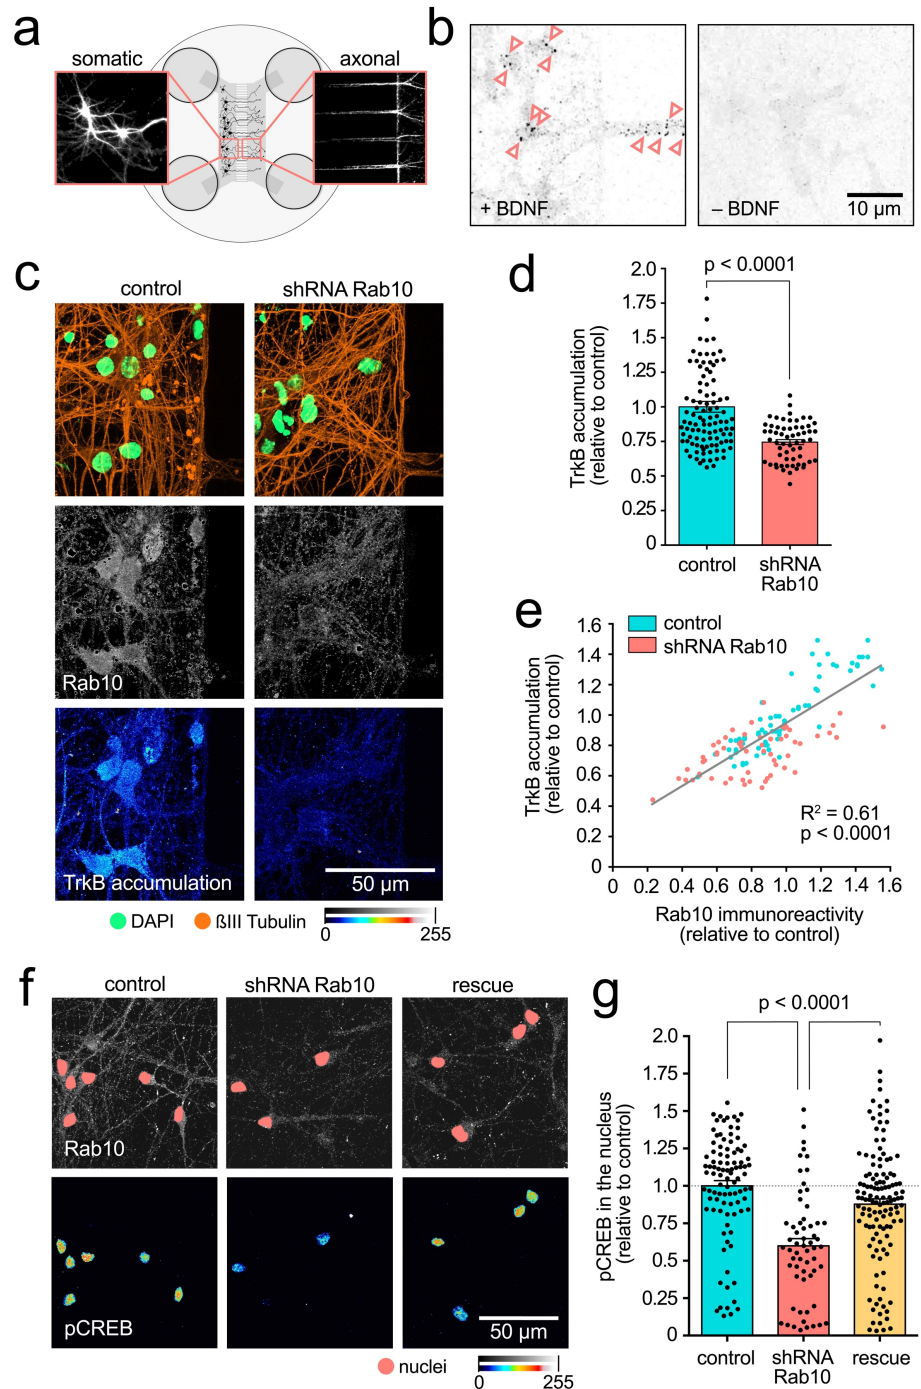 a
somatic
axonal
b
+ BDNF
– BDNF
10 µm
c
control
shRNA Rab10
Rab10
TrkB accumulation
50 µm
DAPI
ßIII Tubulin
0
255
d
p < 0.0001
TrkB accumulation
(relative to control)
2.0
1.75
1.5
1.25
1.0
0.75
0.5
0.25
0
control
shRNA
Rab10
e
control
shRNA Rab10
TrkB accumulation
(relative to control)
1.6
1.4
1.2
1.0
0.8
0.6
0.4
0.2
0
R² = 0.61
p < 0.0001
0 0.2 0.4 0.6 0.8 1.0 1.2 1.4 1.6
Rab10 immunoreactivity
(relative to control)
f
control
shRNA Rab10
rescue
Rab10
pCREB
50 µm
nuclei
0
255
g
p < 0.0001
pCREB in the nucleus
(relative to control)
2.0
1.75
1.5
1.25
1.0
0.75
0.5
0.25
0
control
shRNA
Rab10
rescue